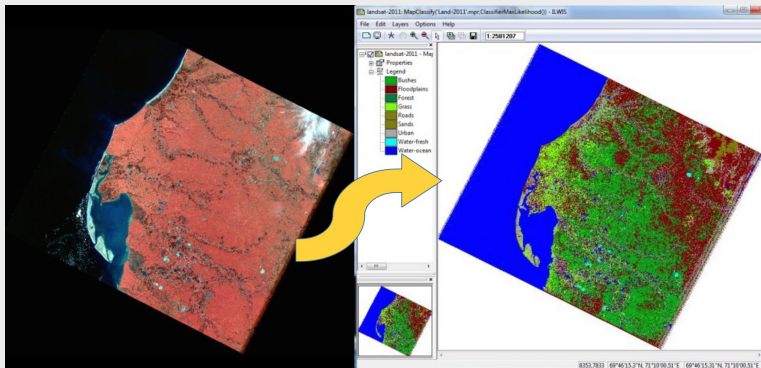 landsat-2011: MapClassify('Land-2011'.mpr,ClassifierMaxLikelihood()) - ILWIS
File Edit Layers Options Help
1:2581207
landsat-2011 - Maj
Properties
Legend
Bushes
Floodplains
Forest
Grass
Roads
Sands
Urban
Water-fresh
Water-ocean
8353,7833 69°46'15.3"N, 71°10'00.51"E 69°46'15.31"N, 71°10'00.51"E